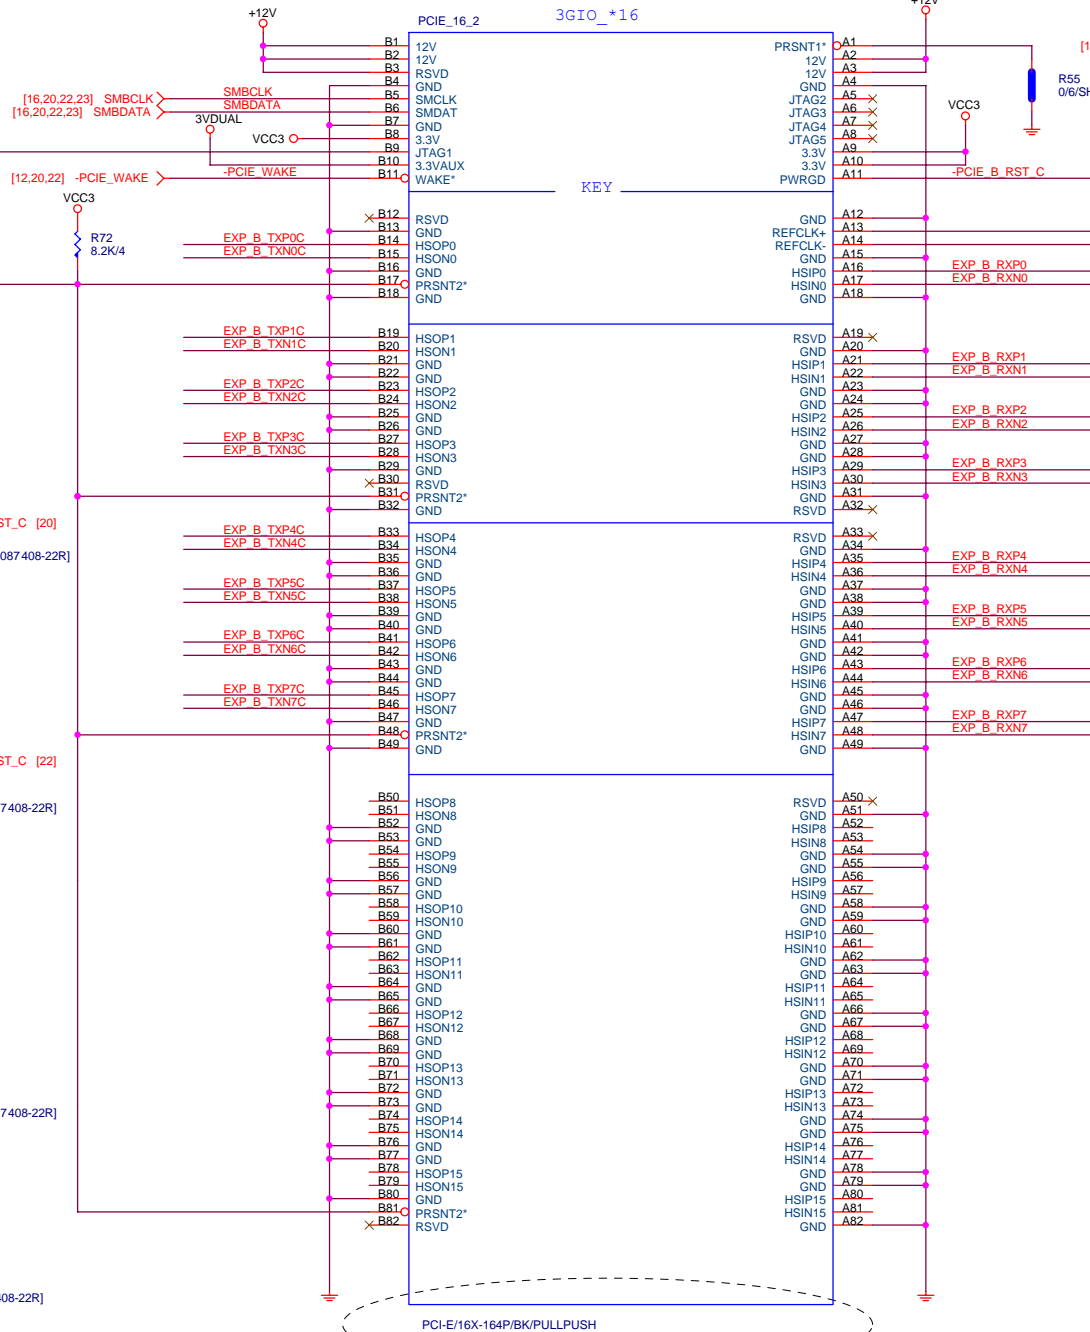 +12V
+12V
PCIE_16_2
3GIO_*16
B1 12V
B2 12V
B3 RSVD
B4 GND
B5 SMCLK
B6 SMDAT
B7 GND
B8 3.3V
B9 JTAG1
B10 3.3VAUX
B11 WAKE*
PRSNT1* A1
12V A2
12V A3
GND A4
JTAG2 A5
JTAG3 A6
JTAG4 A7
JTAG5 A8
3.3V A9
3.3V A10
PWRGD A11
[16,20,22,23] SMBCLK
SMBCLK
[16,20,22,23] SMBDATA
SMBDATA
3VDUAL
VCC3
[12,20,22] -PCIE_WAKE
-PCIE_WAKE
VCC3
R72
8.2K/4
[1
R55
0/6/SH
VCC3
-PCIE_B_RST_C
KEY
B12 RSVD
B13 GND
EXP_B_TXP0C B14 HSOP0
EXP_B_TXN0C B15 HSON0
B16 GND
B17 PRSNT2*
B18 GND
GND A12
REFCLK+ A13
REFCLK- A14
GND A15
HSIP0 A16 EXP_B_RXP0
HSIN0 A17 EXP_B_RXN0
GND A18
EXP_B_TXP1C B19 HSOP1
EXP_B_TXN1C B20 HSON1
B21 GND
B22 GND
EXP_B_TXP2C B23 HSOP2
EXP_B_TXN2C B24 HSON2
B25 GND
B26 GND
EXP_B_TXP3C B27 HSOP3
EXP_B_TXN3C B28 HSON3
B29 GND
B30 RSVD
B31 PRSNT2*
B32 GND
RSVD A19
GND A20
HSIP1 A21 EXP_B_RXP1
HSIN1 A22 EXP_B_RXN1
GND A23
GND A24
HSIP2 A25 EXP_B_RXP2
HSIN2 A26 EXP_B_RXN2
GND A27
GND A28
HSIP3 A29 EXP_B_RXP3
HSIN3 A30 EXP_B_RXN3
GND A31
RSVD A32
ST_C [20]
087408-22R]
EXP_B_TXP4C B33 HSOP4
EXP_B_TXN4C B34 HSON4
B35 GND
B36 GND
EXP_B_TXP5C B37 HSOP5
EXP_B_TXN5C B38 HSON5
B39 GND
B40 GND
EXP_B_TXP6C B41 HSOP6
EXP_B_TXN6C B42 HSON6
B43 GND
B44 GND
EXP_B_TXP7C B45 HSOP7
EXP_B_TXN7C B46 HSON7
B47 GND
B48 PRSNT2*
B49 GND
RSVD A33
GND A34
HSIP4 A35 EXP_B_RXP4
HSIN4 A36 EXP_B_RXN4
GND A37
GND A38
HSIP5 A39 EXP_B_RXP5
HSIN5 A40 EXP_B_RXN5
GND A41
GND A42
HSIP6 A43 EXP_B_RXP6
HSIN6 A44 EXP_B_RXN6
GND A45
GND A46
HSIP7 A47 EXP_B_RXP7
HSIN7 A48 EXP_B_RXN7
GND A49
ST_C [22]
7408-22R]
B50 HSOP8
B51 HSON8
B52 GND
B53 GND
B54 HSOP9
B55 HSON9
B56 GND
B57 GND
B58 HSOP10
B59 HSON10
B60 GND
B61 GND
B62 HSOP11
B63 HSON11
B64 GND
B65 GND
B66 HSOP12
B67 HSON12
B68 GND
B69 GND
B70 HSOP13
B71 HSON13
B72 GND
B73 GND
B74 HSOP14
B75 HSON14
B76 GND
B77 GND
B78 HSOP15
B79 HSON15
B80 GND
B81 PRSNT2*
B82 RSVD
RSVD A50
GND A51
HSIP8 A52
HSIN8 A53
GND A54
GND A55
HSIP9 A56
HSIN9 A57
GND A58
GND A59
HSIP10 A60
HSIN10 A61
GND A62
GND A63
HSIP11 A64
HSIN11 A65
GND A66
GND A67
HSIP12 A68
HSIN12 A69
GND A70
GND A71
HSIP13 A72
HSIN13 A73
GND A74
GND A75
HSIP14 A76
HSIN14 A77
GND A78
GND A79
HSIP15 A80
HSIN15 A81
GND A82
7408-22R]
408-22R]
PCI-E/16X-164P/BK/PULLPUSH